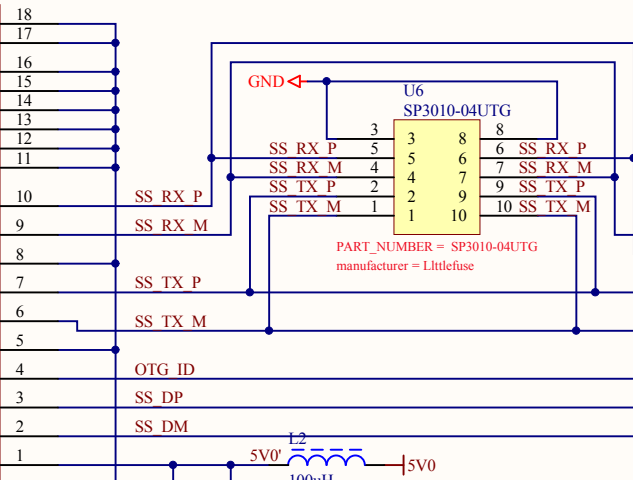 18
17
16
15
14
13
12
11
10 SS_RX_P
9 SS_RX_M
8
7 SS_TX_P
6 SS_TX_M
5
4 OTG_ID
3 SS_DP
2 SS_DM
1 5V0' L2 5V0
100uH
GND
U6
SP3010-04UTG
3 3 8 8
SS_RX_P 5 5 6 6 SS_RX_P
SS_RX_M 4 4 7 7 SS_RX_M
SS_TX_P 2 2 9 9 SS_TX_P
SS_TX_M 1 1 10 10 SS_TX_M
PART_NUMBER = SP3010-04UTG
manufacturer = LIttlefuse